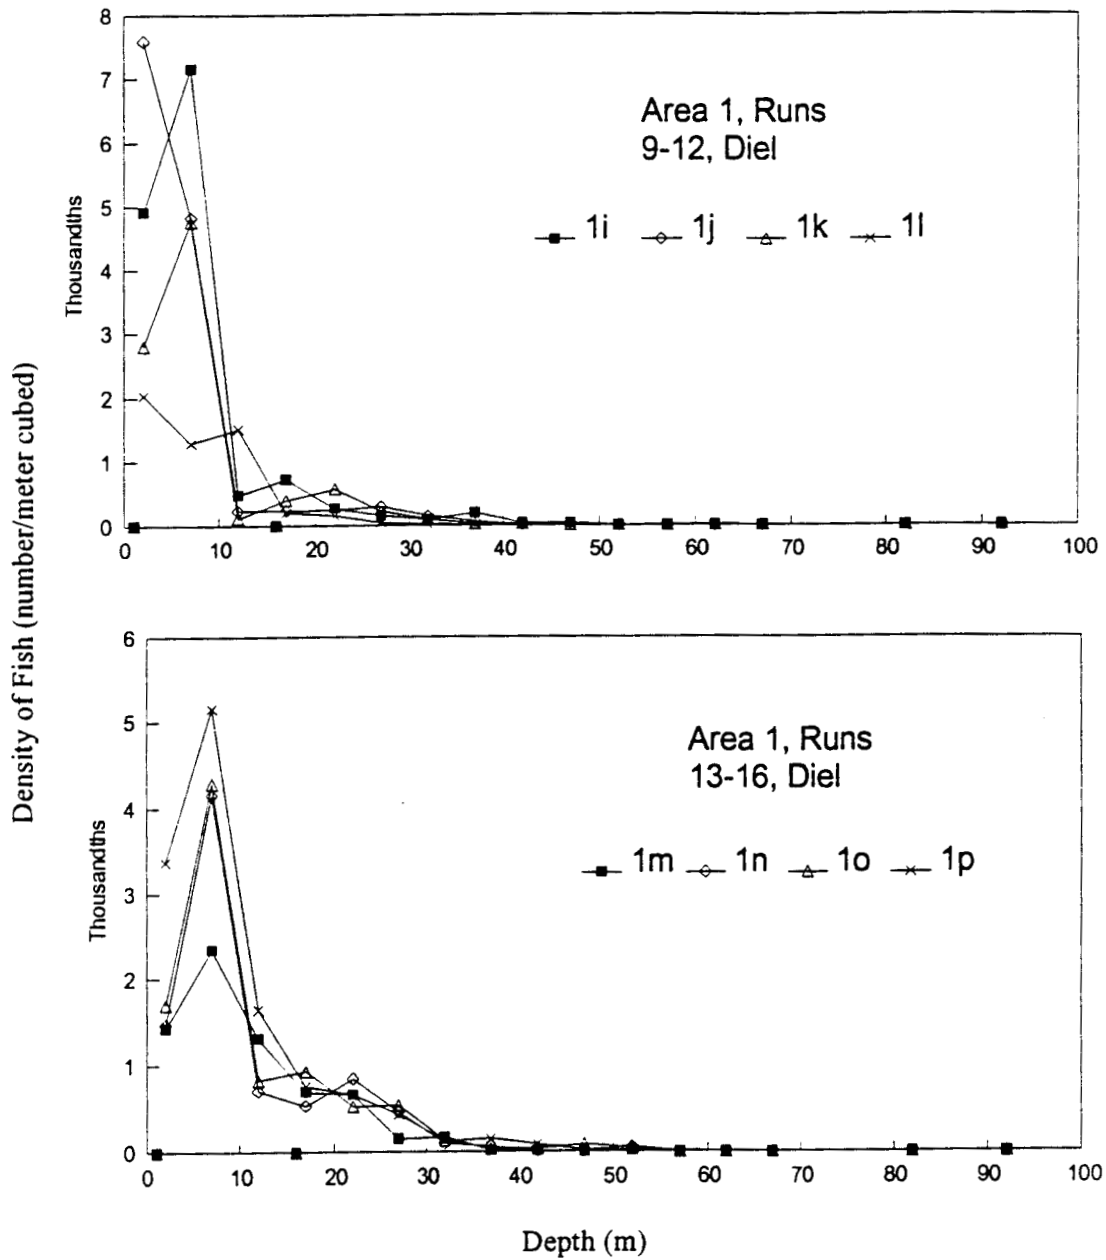 8
7
6
5
4
3
2
1
0
Thousandths
Area 1, Runs
9-12, Diel
1i 1j 1k 1l
0 10 20 30 40 50 60 70 80 90 100
Density of Fish (number/meter cubed)
6
5
4
3
2
1
0
Thousandths
Area 1, Runs
13-16, Diel
1m 1n 1o 1p
0 10 20 30 40 50 60 70 80 90 100
Depth (m)